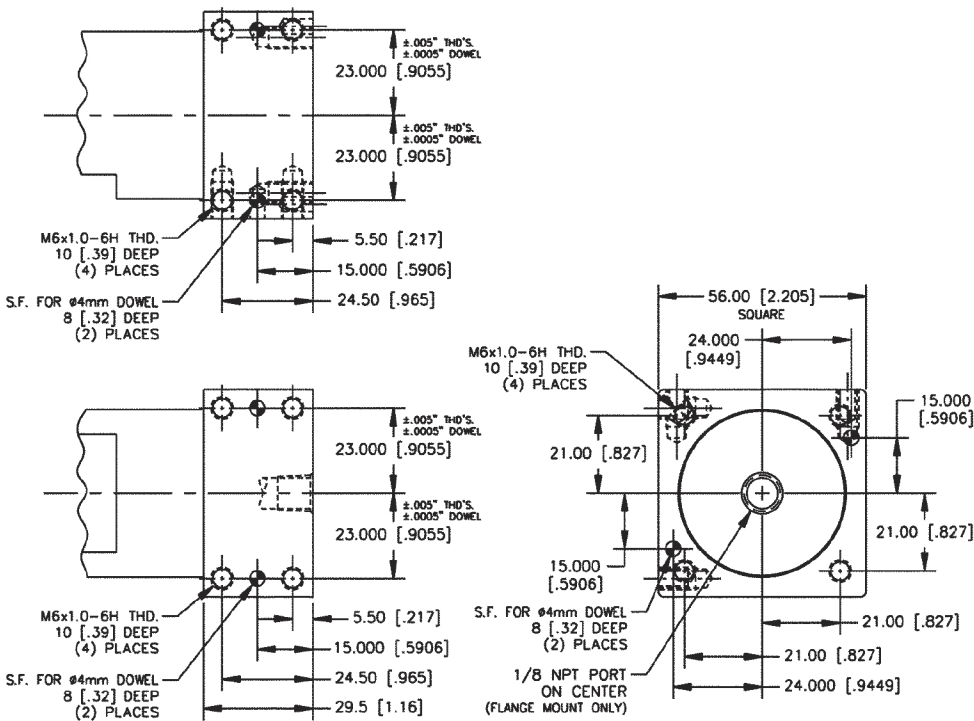 ±.005" THD'S.
±.0005" DOWEL
23.000 [.9055]
±.005" THD'S.
±.0005" DOWEL
23.000 [.9055]
M6x1.0-6H THD.
10 [.39] DEEP
(4) PLACES
5.50 [.217]
15.000 [.5906]
24.50 [.965]
S.F. FOR ø4mm DOWEL
8 [.32] DEEP
(2) PLACES
56.00 [2.205]
SQUARE
24.000
[.9449]
M6x1.0-6H THD.
10 [.39] DEEP
(4) PLACES
15.000
[.5906]
21.00 [.827]
21.00 [.827]
15.000
[.5906]
S.F. FOR ø4mm DOWEL
8 [.32] DEEP
(2) PLACES
21.00 [.827]
21.00 [.827]
24.000 [.9449]
1/8 NPT PORT
ON CENTER
(FLANGE MOUNT ONLY)
±.005" THD'S.
±.0005" DOWEL
23.000 [.9055]
±.005" THD'S.
±.0005" DOWEL
23.000 [.9055]
M6x1.0-6H THD.
10 [.39] DEEP
(4) PLACES
5.50 [.217]
15.000 [.5906]
24.50 [.965]
29.5 [1.16]
S.F. FOR ø4mm DOWEL
8 [.32] DEEP
(2) PLACES